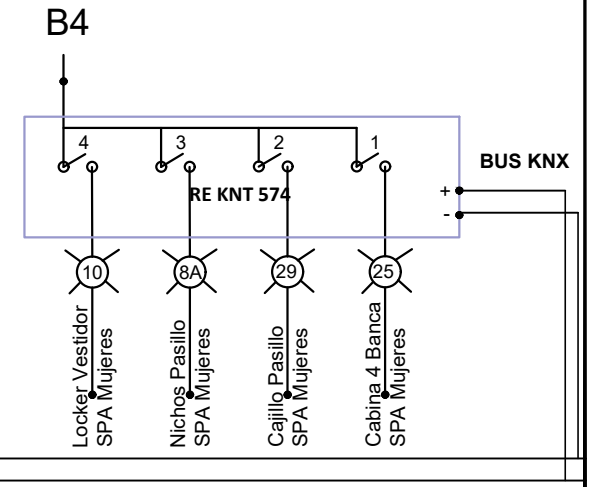 B4
4
3
2
1
BUS KNX
RE KNT 574
+
-
10
8A
29
25
Locker Vestidor
SPA Mujeres
Nichos Pasillo
SPA Mujeres
Cajillo Pasillo
SPA Mujeres
Cabina 4 Banca
SPA Mujeres